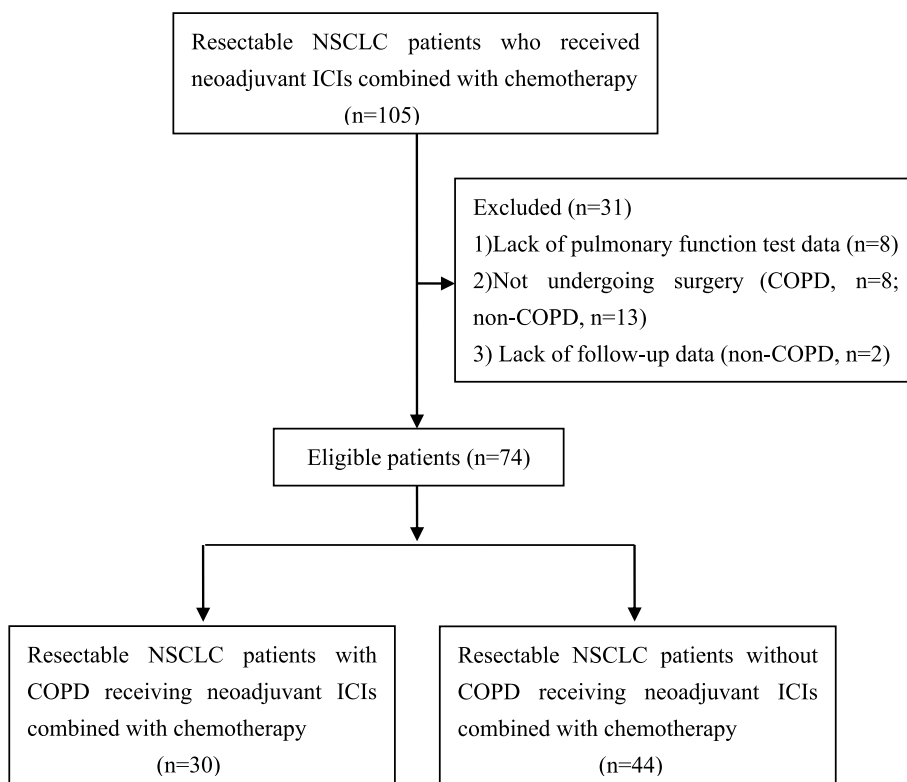 Resectable NSCLC patients who received
neoadjuvant ICIs combined with chemotherapy
(n=105)
Excluded (n=31)
1)Lack of pulmonary function test data (n=8)
2)Not undergoing surgery (COPD, n=8;
non-COPD, n=13)
3) Lack of follow-up data (non-COPD, n=2)
Eligible patients (n=74)
Resectable NSCLC patients with
COPD receiving neoadjuvant ICIs
combined with chemotherapy
(n=30)
Resectable NSCLC patients without
COPD receiving neoadjuvant ICIs
combined with chemotherapy
(n=44)